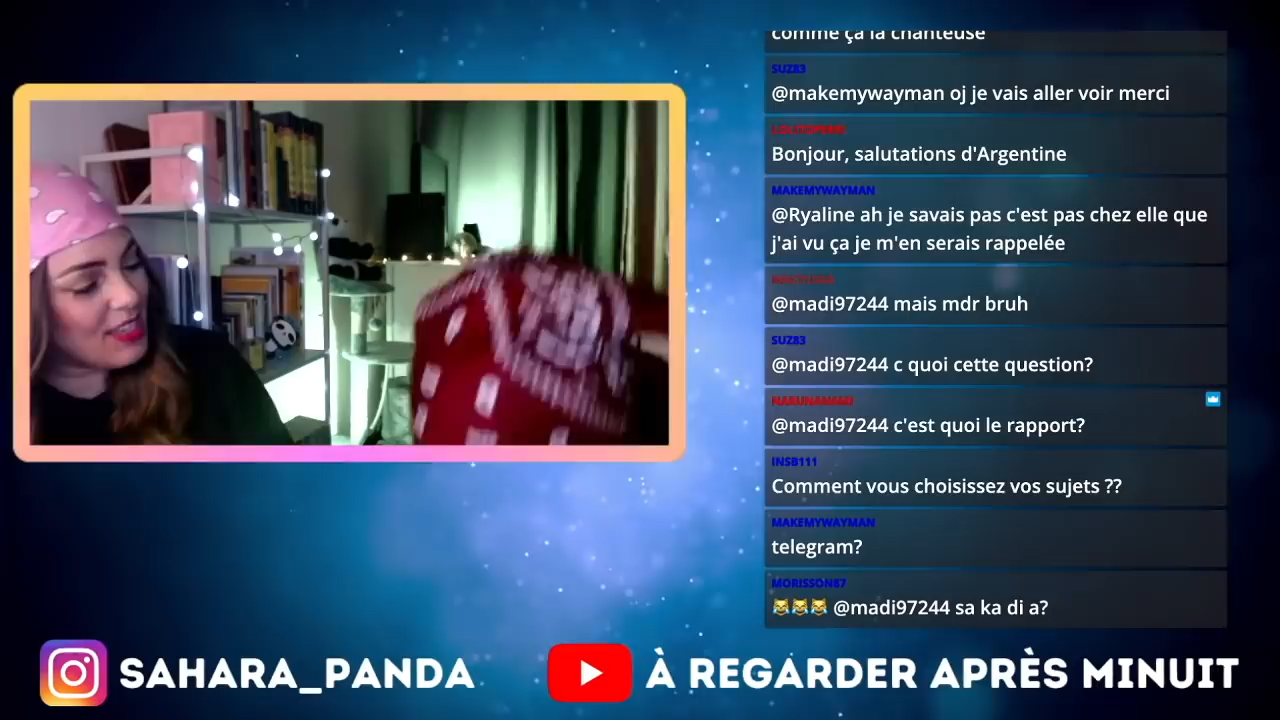 comme ça la chanteuse
SUZ83
@makemywayman oj je vais aller voir merci
Bonjour, salutations d'Argentine
MAKEMYWAYMAN
@Ryaline ah je savais pas c'est pas chez elle que
j'ai vu ça je m'en serais rappelée
@madi97244 mais mdr bruh
SUZ83
@madi97244 c quoi cette question?
@madi97244 c'est quoi le rapport?
INSB111
Comment vous choisissez vos sujets ??
MAKEMYWAYMAN
telegram?
MORISSON87
😹😹😹 @madi97244 sa ka di a?
SAHARA_PANDA
À REGARDER APRÈS MINUIT